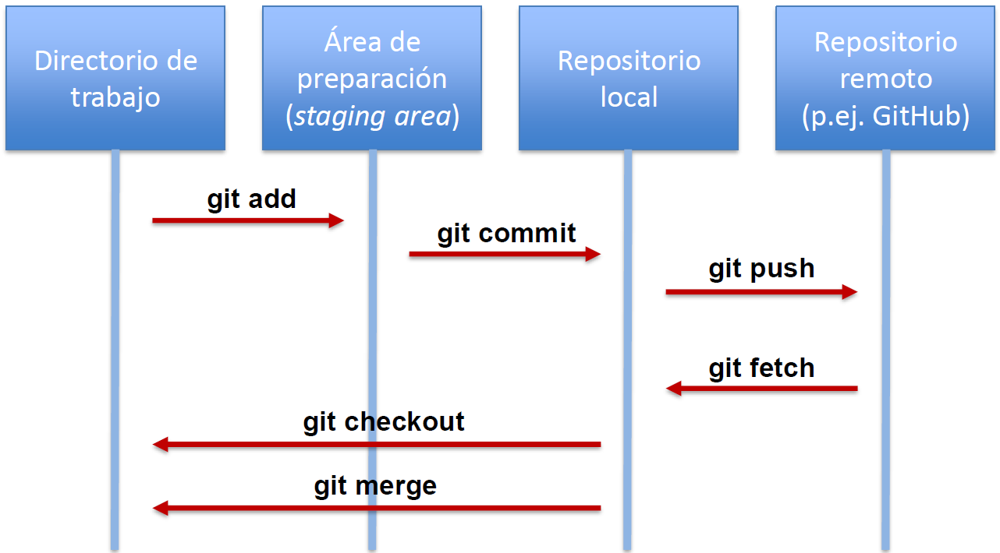 Directorio de
trabajo
Área de
preparación
(staging area)
Repositorio
local
Repositorio
remoto
(p.ej. GitHub)
git add
git commit
git push
git fetch
git checkout
git merge